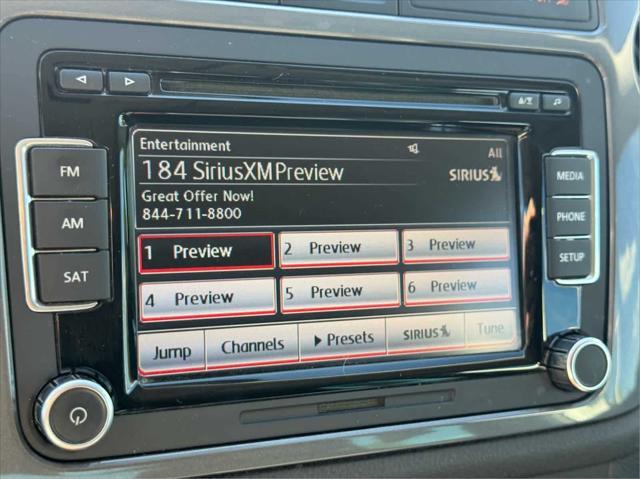 Entertainment
All
184 SiriusXM Preview
SIRIUS
Great Offer Now!
844-711-8800
1 Preview
2 Preview
3 Preview
4 Preview
5 Preview
6 Preview
Jump
Channels
Presets
SIRIUS
Tune
FM
AM
SAT
MEDIA
PHONE
SETUP